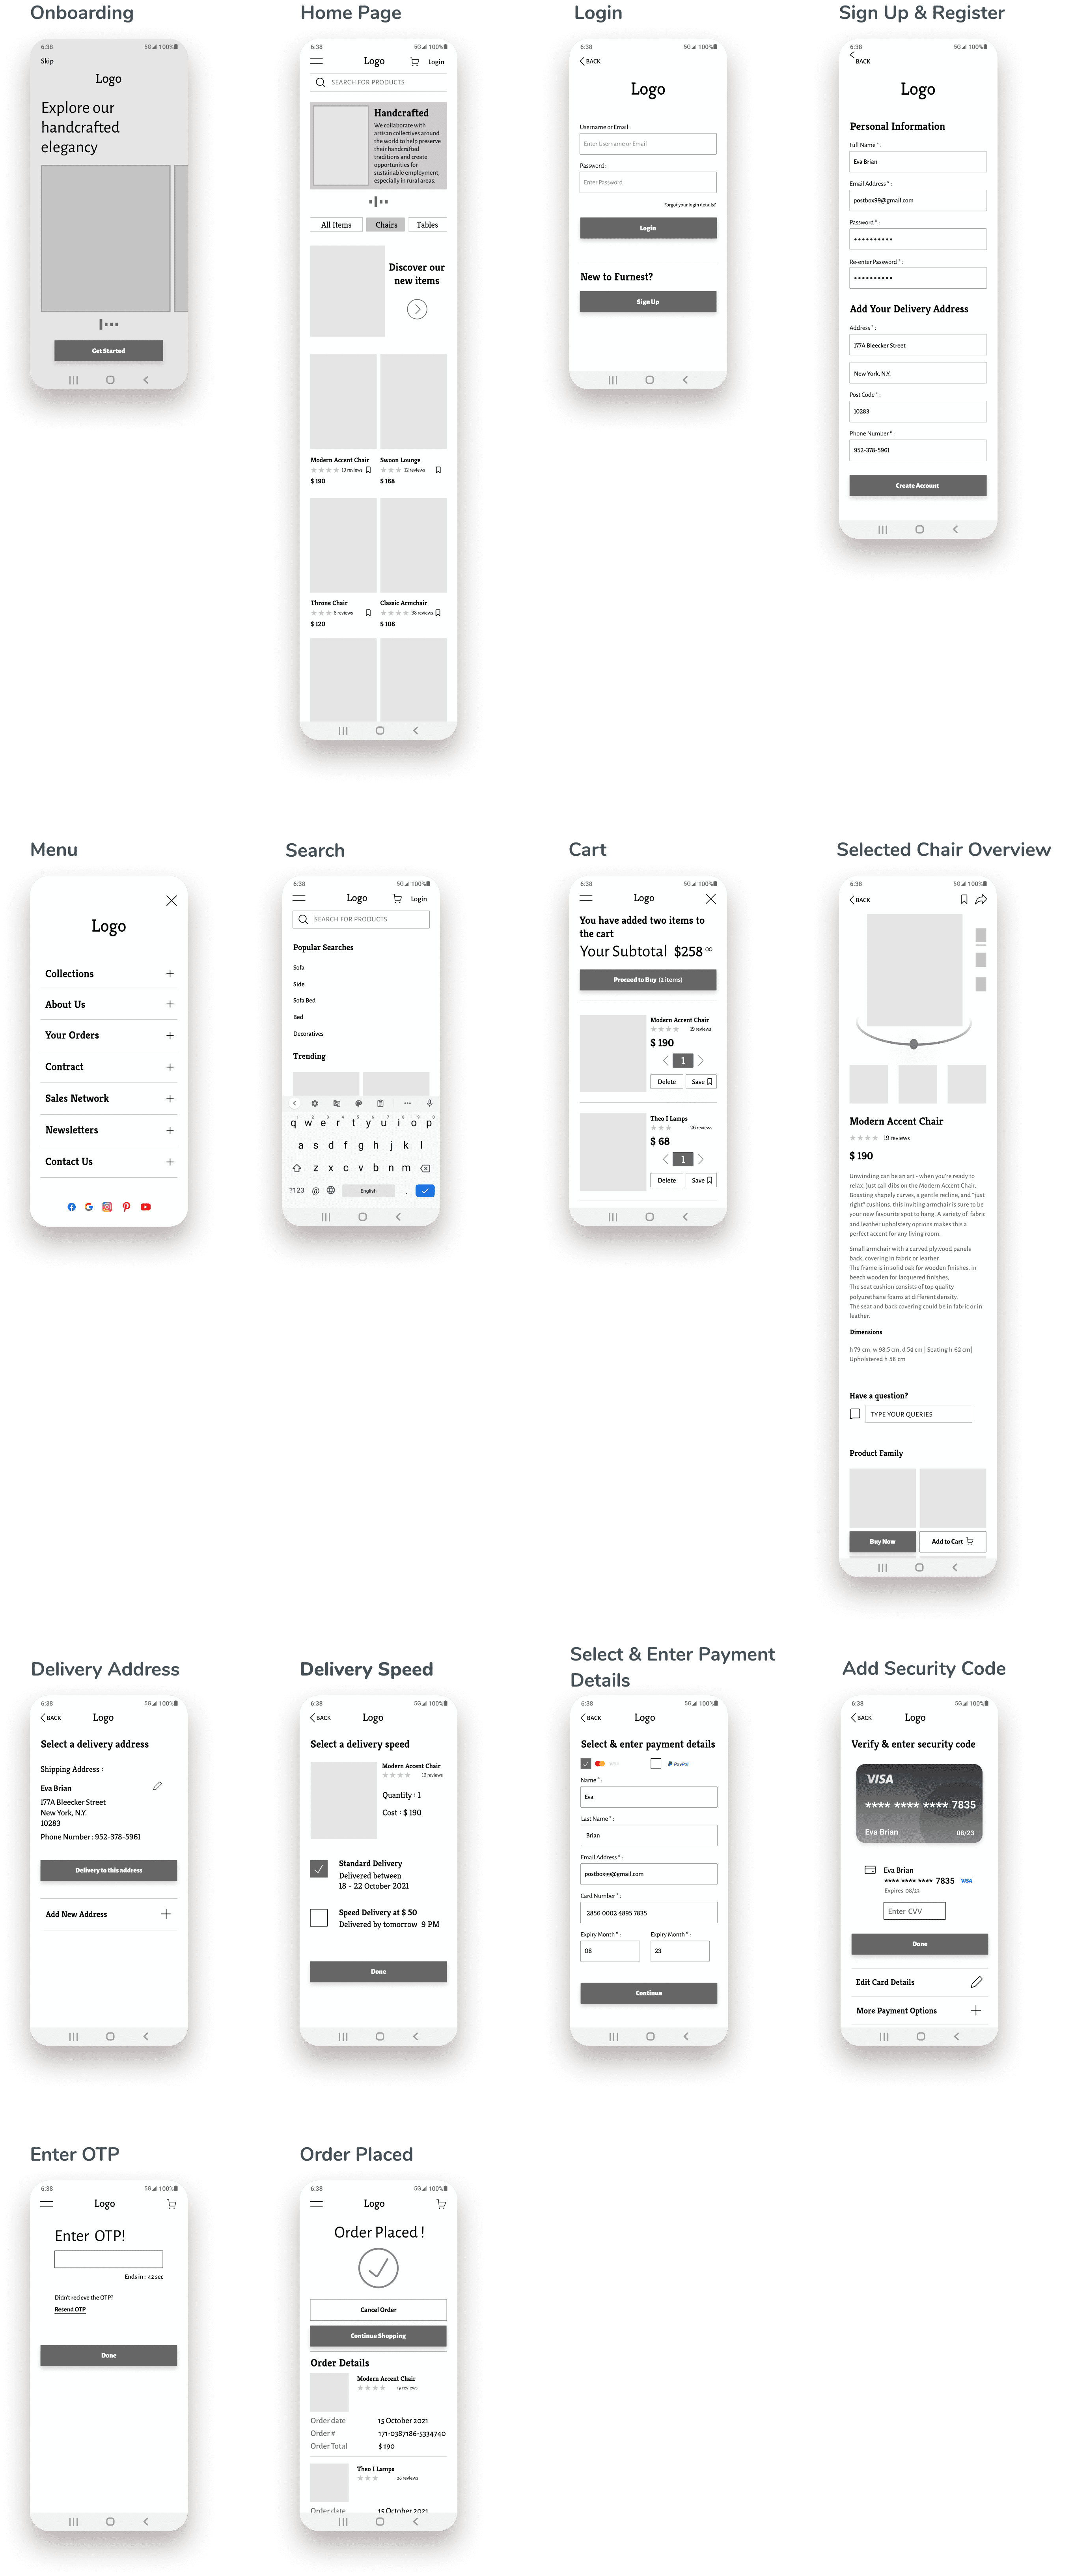 Onboarding
6:38
5G 100%
Skip
Logo
Explore our
handcrafted
elegancy
Get Started
Home Page
6:38
5G 100%
Logo
Login
SEARCH FOR PRODUCTS
Handcrafted
We collaborate with
artisan collectives around
the world to help preserve
their handcrafted
traditions and create
opportunities for
sustainable employment,
especially in rural areas.
All Items
Chairs
Tables
Discover our
new items
Modern Accent Chair
19 reviews
$ 190
Swoon Lounge
12 reviews
$ 168
Throne Chair
8 reviews
$ 120
Classic Armchair
38 reviews
$ 108
Login
6:38
5G 100%
BACK
Logo
Username or Email :
Enter Username or Email
Password :
Enter Password
Forgot your login details?
Login
New to Furnest?
Sign Up
Sign Up & Register
6:38
5G 100%
BACK
Logo
Personal Information
Full Name * :
Eva Brian
Email Address * :
postbox99@gmail.com
Password * :
••••••••••
Re-enter Password * :
••••••••••
Add Your Delivery Address
Address * :
177A Bleecker Street
New York, N.Y.
Post Code * :
10283
Phone Number * :
952-378-5961
Create Account
Menu
Logo
Collections
About Us
Your Orders
Contract
Sales Network
Newsletters
Contact Us
Search
6:38
5G 100%
Logo
Login
SEARCH FOR PRODUCTS
Popular Searches
Sofa
Side
Sofa Bed
Bed
Decoratives
Trending
1 2 3 4 5 6 7 8 9 0
q w e r t y u i o p
a s d f g h j k l
z x c v b n m
?123 @ English .
Cart
6:38
5G 100%
Logo
You have added two items to
the cart
Your Subtotal $258 00
Proceed to Buy (2 items)
Modern Accent Chair
19 reviews
$ 190
1
Delete
Save
Theo I Lamps
26 reviews
$ 68
1
Delete
Save
Selected Chair Overview
6:38
5G 100%
BACK
Modern Accent Chair
19 reviews
$ 190
Unwinding can be an art - when you're ready to
relax, just call dibs on the Modern Accent Chair.
Boasting shapely curves, a gentle recline, and "just
right" cushions, this inviting armchair is sure to be
your new favourite spot to hang. A variety of fabric
and leather upholstery options makes this a
perfect accent for any living room.
Small armchair with a curved plywood panels
back, covering in fabric or leather.
The frame is in solid oak for wooden finishes, in
beech wooden for lacquered finishes.
The seat cushion consists of top quality
polyurethane foams at different density.
The seat and back covering could be in fabric or in
leather.
Dimensions
h 79 cm, w 98.5 cm, d 54 cm | Seating h 62 cm|
Upholstered h 58 cm
Have a question?
TYPE YOUR QUERIES
Product Family
Buy Now
Add to Cart
Delivery Address
6:38
5G 100%
BACK
Logo
Select a delivery address
Shipping Address :
Eva Brian
177A Bleecker Street
New York, N.Y.
10283
Phone Number : 952-378-5961
Delivery to this address
Add New Address
Delivery Speed
6:38
5G 100%
BACK
Logo
Select a delivery speed
Modern Accent Chair
19 reviews
Quantity : 1
Cost : $ 190
Standard Delivery
Delivered between
18 - 22 October 2021
Speed Delivery at $ 50
Delivered by tomorrow 9 PM
Done
Select & Enter Payment
Details
6:38
5G 100%
BACK
Logo
Select & enter payment details
PayPal
Name * :
Eva
Last Name * :
Brian
Email Address * :
postbox99@gmail.com
Card Number * :
2856 0002 4895 7835
Expiry Month * :
08
Expiry Month * :
23
Continue
Add Security Code
6:38
5G 100%
BACK
Logo
Verify & enter security code
VISA
**** **** **** 7835
Eva Brian
08/23
Eva Brian
**** **** **** 7835 VISA
Expires 08/23
Enter CVV
Done
Edit Card Details
More Payment Options
Enter OTP
6:38
5G 100%
Logo
Enter OTP!
Ends in : 42 sec
Didn't recieve the OTP?
Resend OTP
Done
Order Placed
6:38
5G 100%
Logo
Order Placed !
Cancel Order
Continue Shopping
Order Details
Modern Accent Chair
19 reviews
Order date 15 October 2021
Order # 171-0387186-5334740
Order Total $ 190
Theo I Lamps
26 reviews
Order date 15 October 2021